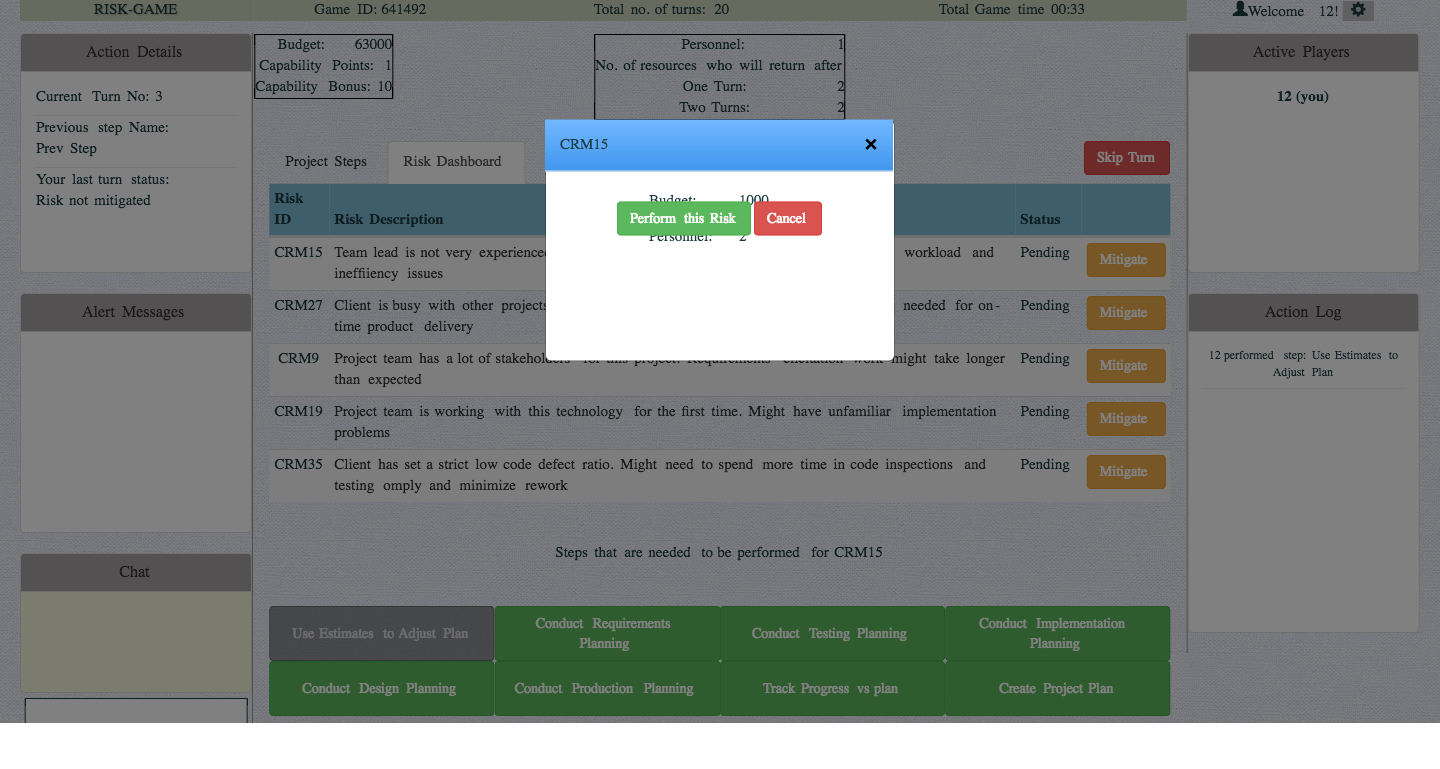 RISK-GAME
Game ID: 641492
Total no. of turns: 20
Total Game time 00:33
Welcome 12!
Action Details
Current Turn No: 3
Previous step Name:
Prev Step
Your last turn status:
Risk not mitigated
Alert Messages
Chat
Budget: 63000
Capability Points: 1
Capability Bonus: 10
Personnel: 1
No. of resources who will return after
One Turn: 2
Two Turns: 2
Project Steps
Risk Dashboard
Skip Turn
CRM15
×
Budget: 1000
Perform this Risk
Cancel
Personnel: 2
Risk
ID
Risk Description
Status
CRM15
Team lead is not very experienced workload and
ineffiiency issues
Pending
Mitigate
CRM27
Client is busy with other projects needed for on-
time product delivery
Pending
Mitigate
CRM9
Project team has a lot of stakeholders for this project. Requirements elicitation work might take longer
than expected
Pending
Mitigate
CRM19
Project team is working with this technology for the first time. Might have unfamiliar implementation
problems
Pending
Mitigate
CRM35
Client has set a strict low code defect ratio. Might need to spend more time in code inspections and
testing omply and minimize rework
Pending
Mitigate
Steps that are needed to be performed for CRM15
Use Estimates to Adjust Plan
Conduct Requirements
Planning
Conduct Testing Planning
Conduct Implementation
Planning
Conduct Design Planning
Conduct Production Planning
Track Progress vs plan
Create Project Plan
Active Players
12 (you)
Action Log
12 performed step: Use Estimates to
Adjust Plan